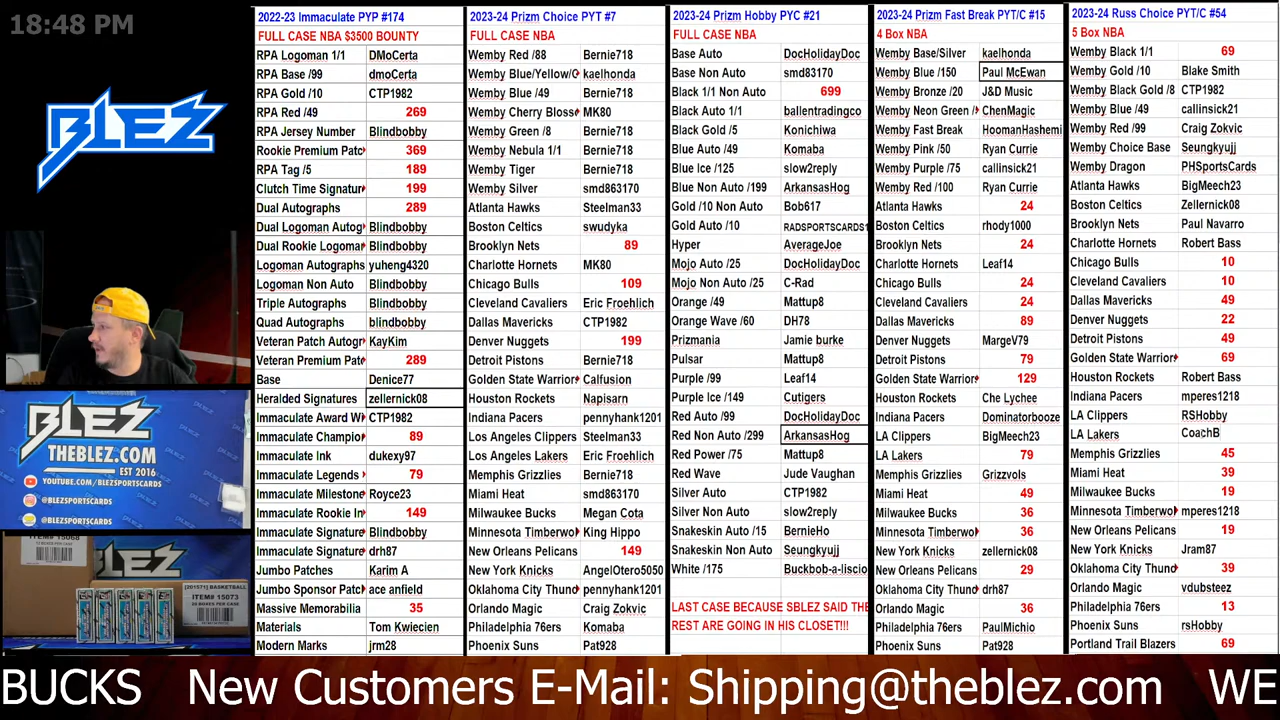 18:48 PM
BLEZ
BLEZ
THEBLEZ.COM
EST 2016
YOUTUBE.COM/BLEZSPORTSCARDS
@BLEZSPORTSCARDS
@BLEZSPORTSCARDS
ITEM# 15068
BLEZ
[201571] BASKETBALL
ITEM# 15073
2022-23 Immaculate PYP #174
FULL CASE NBA $3500 BOUNTY
RPA Logoman 1/1 DMoCerta
RPA Base /99 dmoCerta
RPA Gold /10 CTP1982
RPA Red /49 269
RPA Jersey Number Blindbobby
Rookie Premium Patc 369
RPA Tag /5 189
Clutch Time Signatur 199
Dual Autographs 289
Dual Logoman Autog Blindbobby
Dual Rookie Logoma Blindbobby
Logoman Autographs yuheng4320
Logoman Non Auto Blindbobby
Triple Autographs Blindbobby
Quad Autographs blindbobby
Veteran Patch Autogr KayKim
Veteran Premium Pat 289
Base Denice77
Heralded Signatures zellernick08
Immaculate Award W CTP1982
Immaculate Champio 89
Immaculate Ink dukexy97
Immaculate Legends 79
Immaculate Milestone Royce23
Immaculate Rookie In 149
Immaculate Signature Blindbobby
Immaculate Signature drh87
Jumbo Patches Karim A
Jumbo Sponsor Patc ace anfield
Massive Memorabilia 35
Materials Tom Kwiecien
Modern Marks jrm28
2023-24 Prizm Choice PYT #7
FULL CASE NBA
Wemby Red /88 Bernie718
Wemby Blue/Yellow/G kaelhonda
Wemby Blue /49 Bernie718
Wemby Cherry Bloss MK80
Wemby Green /8 Bernie718
Wemby Nebula 1/1 Bernie718
Wemby Tiger Bernie718
Wemby Silver smd863170
Atlanta Hawks Steelman33
Boston Celtics swudyka
Brooklyn Nets 89
Charlotte Hornets MK80
Chicago Bulls 109
Cleveland Cavaliers Eric Froehlich
Dallas Mavericks CTP1982
Denver Nuggets 199
Detroit Pistons Bernie718
Golden State Warrior Calfusion
Houston Rockets Napisarn
Indiana Pacers pennyhank1201
Los Angeles Clippers Steelman33
Los Angeles Lakers Eric Froehlich
Memphis Grizzlies Bernie718
Miami Heat smd863170
Milwaukee Bucks Megan Cota
Minnesota Timberwo King Hippo
New Orleans Pelicans 149
New York Knicks AngelOtero5050
Oklahoma City Thund pennyhank1201
Orlando Magic Craig Zokvic
Philadelphia 76ers Komaba
Phoenix Suns Pat928
2023-24 Prizm Hobby PYC #21
FULL CASE NBA
Base Auto DocHolidayDoc
Base Non Auto smd83170
Black 1/1 Non Auto 699
Black Auto 1/1 ballentradingco
Black Gold /5 Konichiwa
Blue Auto /49 Komaba
Blue Ice /125 slow2reply
Blue Non Auto /199 ArkansasHog
Gold /10 Non Auto Bob617
Gold Auto /10 RADSPORTSCARDS1
Hyper AverageJoe
Mojo Auto /25 DocHolidayDoc
Mojo Non Auto /25 C-Rad
Orange /49 Mattup8
Orange Wave /60 DH78
Prizmania Jamie burke
Pulsar Mattup8
Purple /99 Leaf14
Purple Ice /149 Cutigers
Red Auto /99 DocHolidayDoc
Red Non Auto /299 ArkansasHog
Red Power /75 Mattup8
Red Wave Jude Vaughan
Silver Auto CTP1982
Silver Non Auto slow2reply
Snakeskin Auto /15 BernieHo
Snakeskin Non Auto Seungkyujj
White /175 Buckbob-a-liscio
LAST CASE BECAUSE SBLEZ SAID THE
REST ARE GOING IN HIS CLOSET!!!
2023-24 Prizm Fast Break PYT/C #15
4 Box NBA
Wemby Base/Silver kaelhonda
Wemby Blue /150 Paul McEwan
Wemby Bronze /20 J&D Music
Wemby Neon Green / ChenMagic
Wemby Fast Break HoomanHashemi
Wemby Pink /50 Ryan Currie
Wemby Purple /75 callinsick21
Wemby Red /100 Ryan Currie
Atlanta Hawks 24
Boston Celtics rhody1000
Brooklyn Nets 24
Charlotte Hornets Leaf14
Chicago Bulls 24
Cleveland Cavaliers 24
Dallas Mavericks 89
Denver Nuggets MargeV79
Detroit Pistons 79
Golden State Warrior 129
Houston Rockets Che Lychee
Indiana Pacers Dominatorbooze
LA Clippers BigMeech23
LA Lakers 79
Memphis Grizzlies Grizzvols
Miami Heat 49
Milwaukee Bucks 36
Minnesota Timberwo 36
New York Knicks zellernick08
New Orleans Pelicans 29
Oklahoma City Thund drh87
Orlando Magic 36
Philadelphia 76ers PaulMichio
Phoenix Suns Pat928
2023-24 Russ Choice PYT/C #54
5 Box NBA
Wemby Black 1/1 69
Wemby Gold /10 Blake Smith
Wemby Black Gold /8 CTP1982
Wemby Blue /49 callinsick21
Wemby Red /99 Craig Zokvic
Wemby Choice Base Seungkyujj
Wemby Dragon PHSportsCards
Atlanta Hawks BigMeech23
Boston Celtics Zellernick08
Brooklyn Nets Paul Navarro
Charlotte Hornets Robert Bass
Chicago Bulls 10
Cleveland Cavaliers 10
Dallas Mavericks 49
Denver Nuggets 22
Detroit Pistons 49
Golden State Warrior 69
Houston Rockets Robert Bass
Indiana Pacers mperes1218
LA Clippers RSHobby
LA Lakers CoachB
Memphis Grizzlies 45
Miami Heat 39
Milwaukee Bucks 19
Minnesota Timberwo mperes1218
New Orleans Pelicans 19
New York Knicks Jram87
Oklahoma City Thund 39
Orlando Magic vdubsteez
Philadelphia 76ers 13
Phoenix Suns rsHobby
Portland Trail Blazers 69
BUCKS New Customers E-Mail: Shipping@theblez.com WE